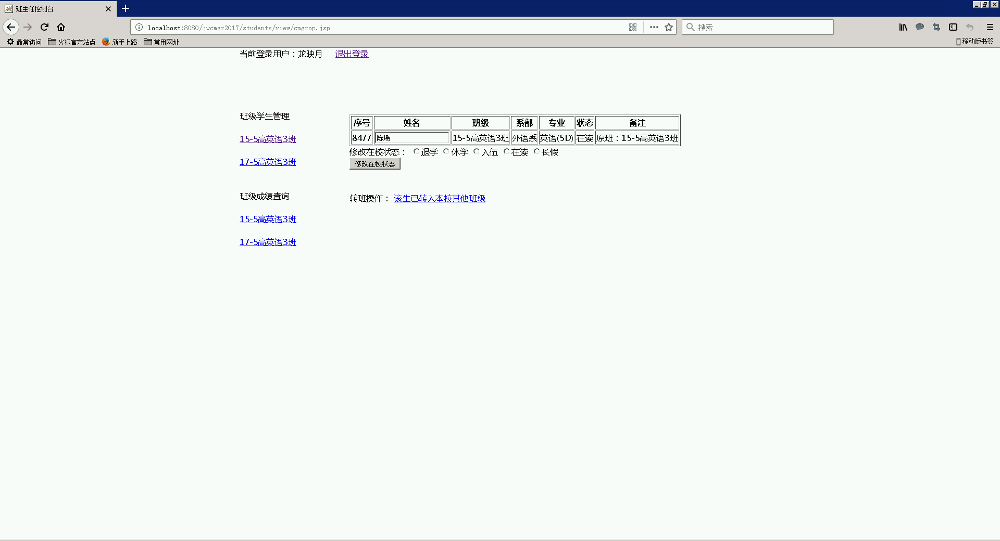 班主任控制台
localhost:8080/jwcmgr2017/students/view/cmgrop.jsp
搜索
最常访问 火狐官方站点 新手上路 常用网址
移动版书签
当前登录用户：龙映月 退出登录
班级学生管理
15-5高英语3班
17-5高英语3班
班级成绩查询
15-5高英语3班
17-5高英语3班
序号 姓名 班级 系部 专业 状态 备注
8477 陈瑶 15-5高英语3班 外语系 英语(5D) 在读 原班：15-5高英语3班
修改在校状态： 退学 休学 入伍 在读 长假
修改在校状态
转班操作： 该生已转入本校其他班级